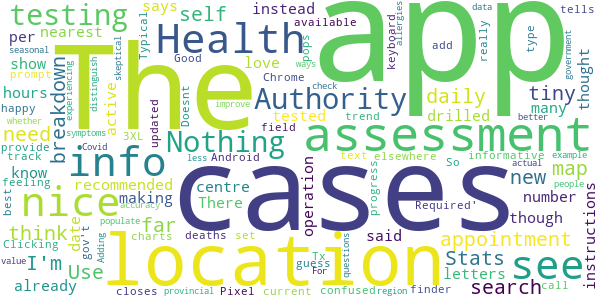 testing
says
self
instead
available
keyboard
allergies
data
tells
nearest
per
Typical
skeptical
pops
add
really
type
government
seasonal
experiencing
prompt
distinguish
show
hours
happy
need
breakdown
active
The
Health
Good
Doesnt
updated
love
Chrome
ways
check
improve
app
Authority
daily
tiny
many
thought
whether
track
provide
symptoms
Covid
3XL
tested
field
trend
drilled
better
Nothing
assessment
info
know
feeling
recommended
making
accuracy
less
Android
text
elsewhere
informative
example
people
So
actual
best
nice
centre
There
cases
operation
progress
new
map
number
Required'
instructions
value
think
Clicking
Adding
populate
date
gov't
far
charts
deaths
set
location
said
guess
Tx
For
questions
appointment
though
Stats
letters
see
I'm
already
Use
closes
provincial
Pixel
current
confused
region
finder
search
call